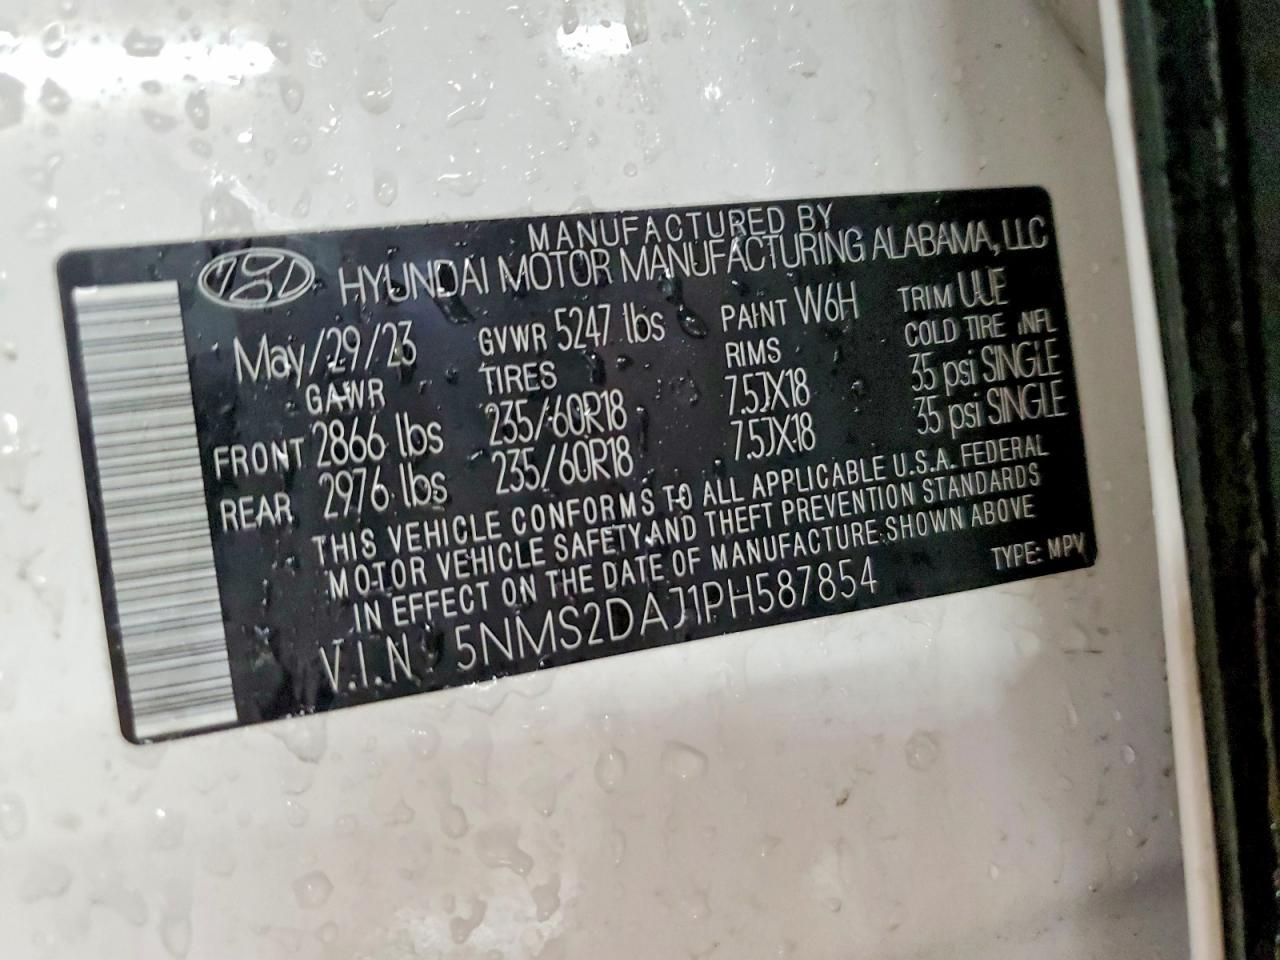 MANUFACTURED BY
HYUNDAI MOTOR MANUFACTURING ALABAMA, LLC
May/29/23 GVWR 5247 lbs PAINT W6H TRIM UUE
GAWR TIRES RIMS COLD TIRE INFL
FRONT 2866 lbs 235/60R18 7.5JX18 35 psi SINGLE
REAR 2976 lbs 235/60R18 7.5JX18 35 psi SINGLE
THIS VEHICLE CONFORMS TO ALL APPLICABLE U.S.A. FEDERAL
MOTOR VEHICLE SAFETY AND THEFT PREVENTION STANDARDS
IN EFFECT ON THE DATE OF MANUFACTURE SHOWN ABOVE
V.I.N : 5NMS2DAJ1PH587854 TYPE: MPV